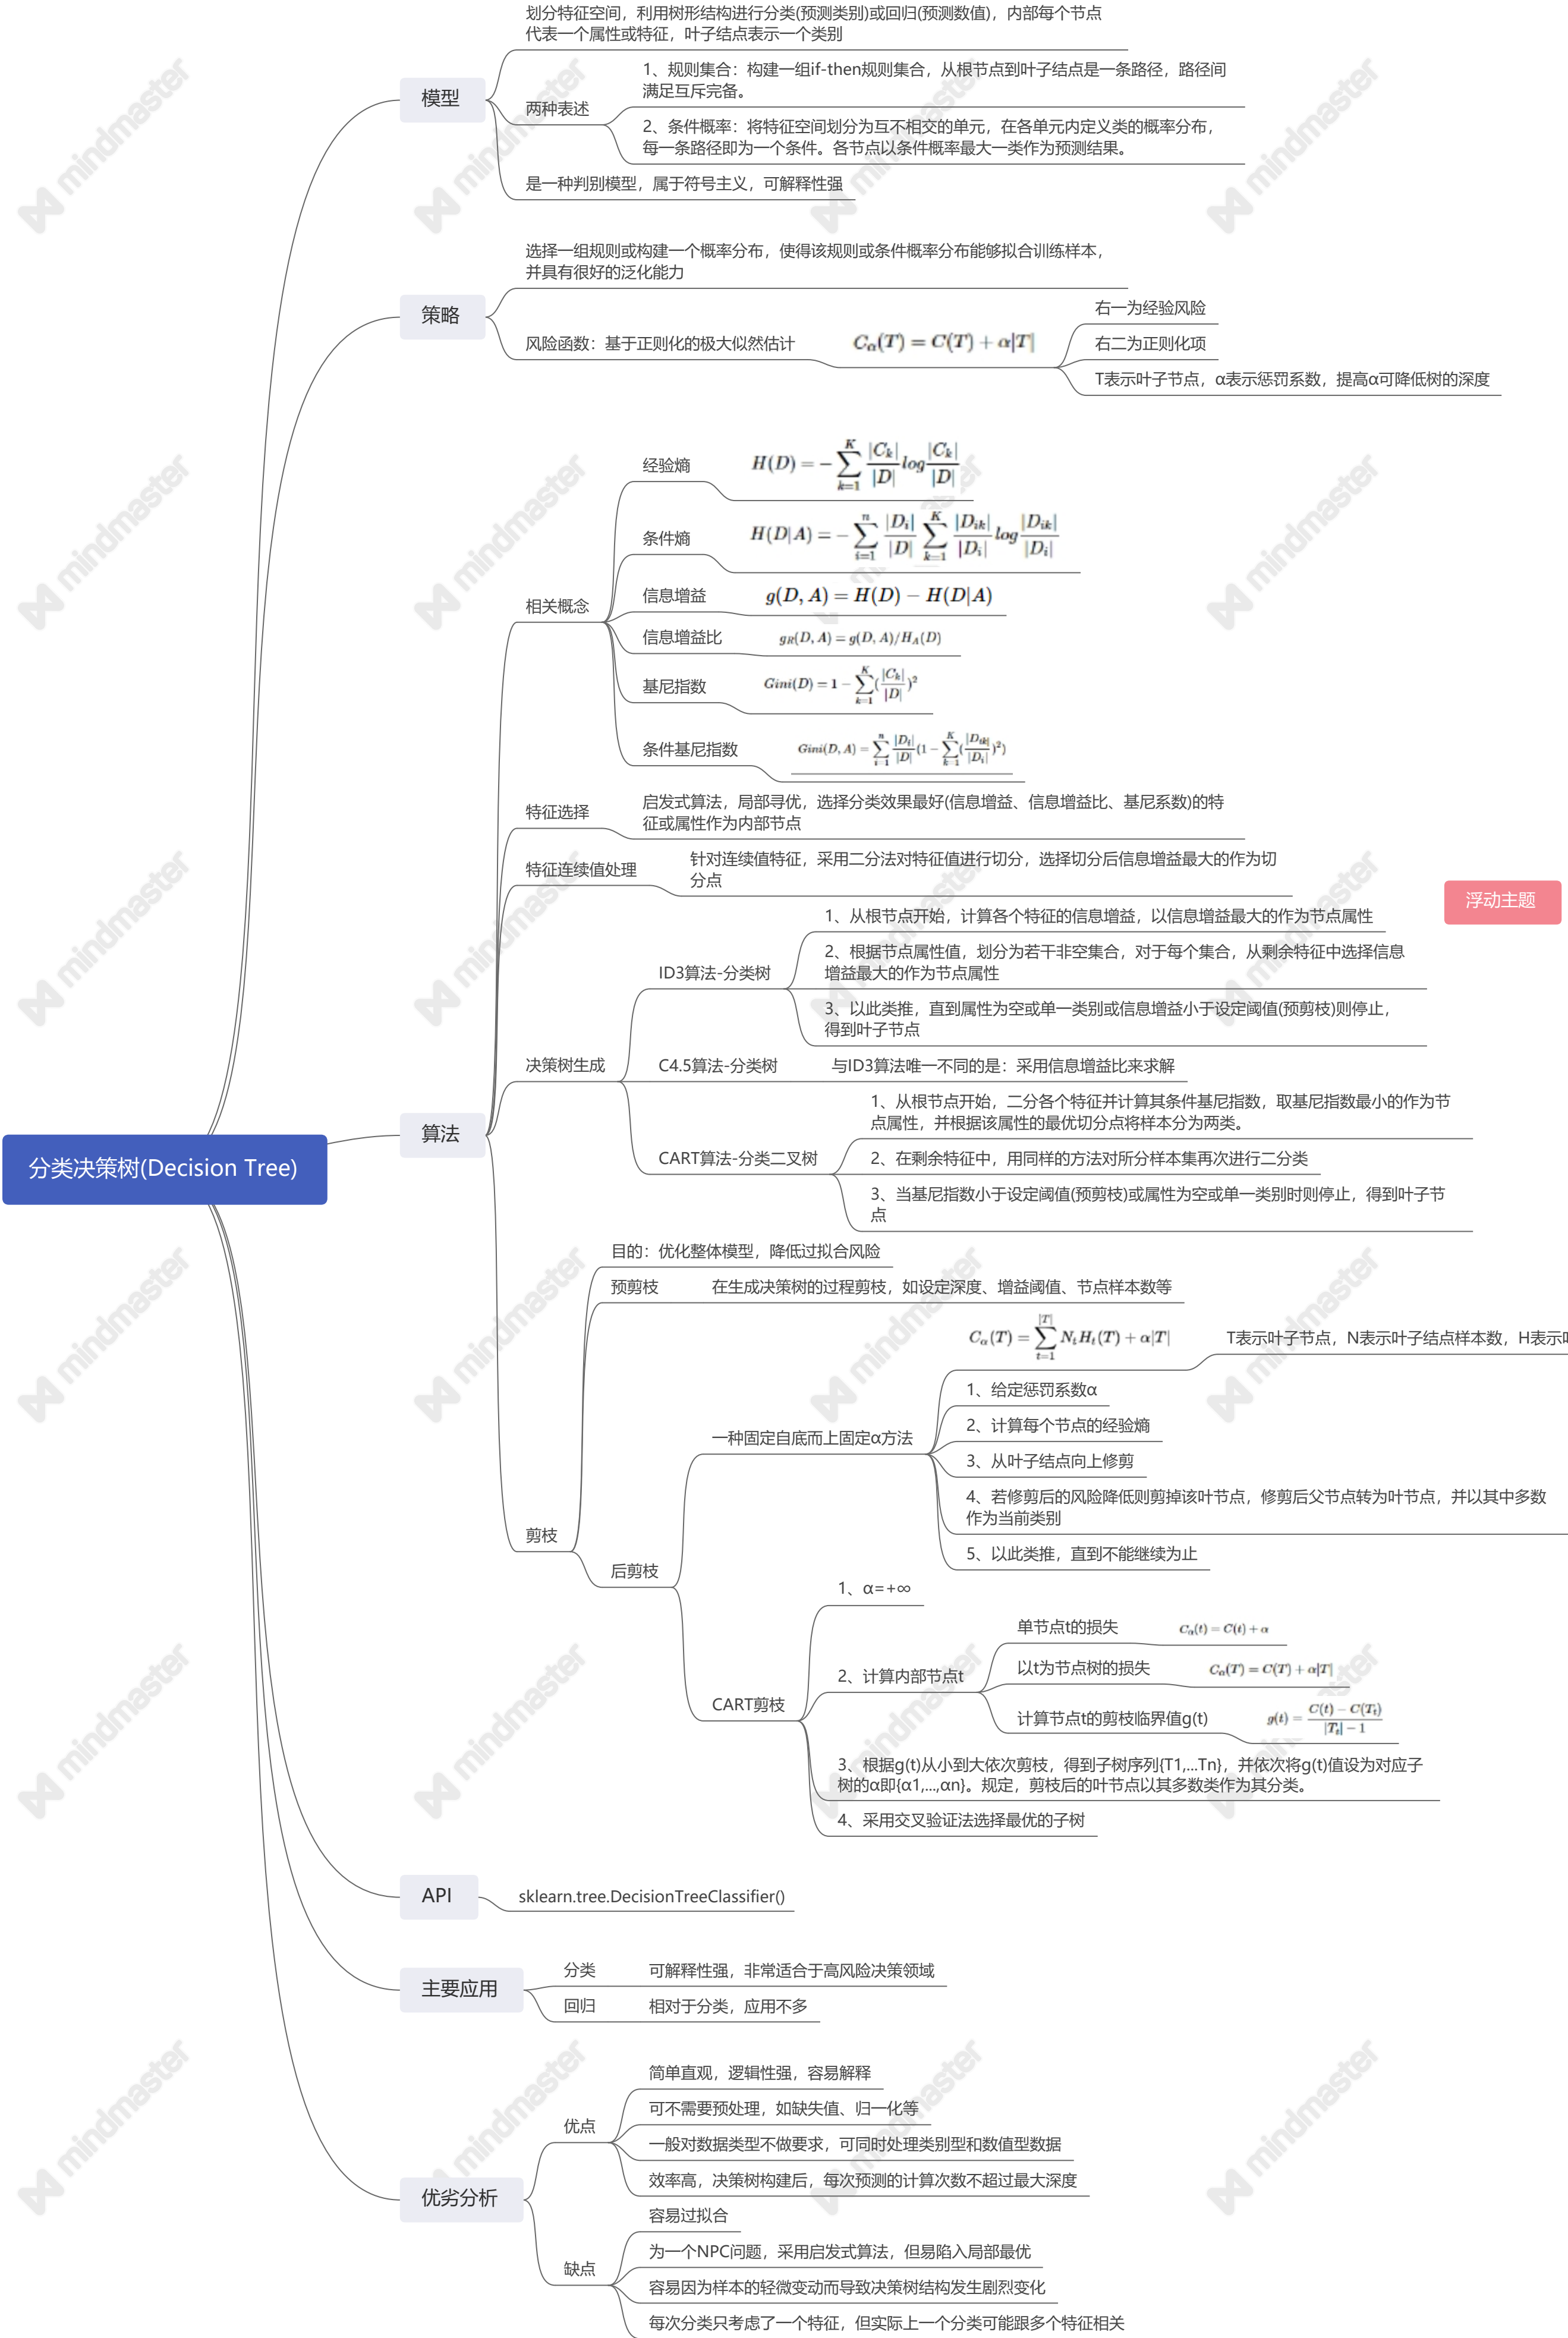 划分特征空间，利用树形结构进行分类(预测类别)或回归(预测数值)，内部每个节点
代表一个属性或特征，叶子结点表示一个类别
模型
两种表述
1、规则集合：构建一组if-then规则集合，从根节点到叶子结点是一条路径，路径间
满足互斥完备。
2、条件概率：将特征空间划分为互不相交的单元，在各单元内定义类的概率分布，
每一条路径即为一个条件。各节点以条件概率最大一类作为预测结果。
是一种判别模型，属于符号主义，可解释性强
选择一组规则或构建一个概率分布，使得该规则或条件概率分布能够拟合训练样本，
并具有很好的泛化能力
策略
风险函数：基于正则化的极大似然估计
C_α(T) = C(T) + α|T|
右一为经验风险
右二为正则化项
T表示叶子节点，α表示惩罚系数，提高α可降低树的深度
相关概念
经验熵
H(D) = −∑_{k=1}^{K} |C_k|/|D| log |C_k|/|D|
条件熵
H(D|A) = −∑_{i=1}^{n} |D_i|/|D| ∑_{k=1}^{K} |D_{ik}|/|D_i| log |D_{ik}|/|D_i|
信息增益
g(D, A) = H(D) − H(D|A)
信息增益比
g_R(D, A) = g(D, A)/H_A(D)
基尼指数
Gini(D) = 1 − ∑_{k=1}^{K} (|C_k|/|D|)^2
条件基尼指数
Gini(D, A) = ∑_{i=1}^{n} |D_i|/|D| (1 − ∑_{k=1}^{K} (|D_{ik}|/|D_i|)^2)
特征选择
启发式算法，局部寻优，选择分类效果最好(信息增益、信息增益比、基尼系数)的特
征或属性作为内部节点
特征连续值处理
针对连续值特征，采用二分法对特征值进行切分，选择切分后信息增益最大的作为切
分点
浮动主题
决策树生成
ID3算法-分类树
1、从根节点开始，计算各个特征的信息增益，以信息增益最大的作为节点属性
2、根据节点属性值，划分为若干非空集合，对于每个集合，从剩余特征中选择信息
增益最大的作为节点属性
3、以此类推，直到属性为空或单一类别或信息增益小于设定阈值(预剪枝)则停止，
得到叶子节点
C4.5算法-分类树
与ID3算法唯一不同的是：采用信息增益比来求解
分类决策树(Decision Tree)
算法
CART算法-分类二叉树
1、从根节点开始，二分各个特征并计算其条件基尼指数，取基尼指数最小的作为节
点属性，并根据该属性的最优切分点将样本分为两类。
2、在剩余特征中，用同样的方法对所分样本集再次进行二分类
3、当基尼指数小于设定阈值(预剪枝)或属性为空或单一类别时则停止，得到叶子节
点
剪枝
目的：优化整体模型，降低过拟合风险
预剪枝
在生成决策树的过程剪枝，如设定深度、增益阈值、节点样本数等
后剪枝
一种固定自底而上固定α方法
C_α(T) = ∑_{t=1}^{|T|} N_t H_t(T) + α|T|
T表示叶子节点，N表示叶子结点样本数，H表示
1、给定惩罚系数α
2、计算每个节点的经验熵
3、从叶子结点向上修剪
4、若修剪后的风险降低则剪掉该叶节点，修剪后父节点转为叶节点，并以其中多数
作为当前类别
5、以此类推，直到不能继续为止
CART剪枝
1、α=+∞
2、计算内部节点t
单节点t的损失
C_α(t) = C(t) + α
以t为节点树的损失
C_α(T) = C(T) + α|T|
计算节点t的剪枝临界值g(t)
g(t) = (C(t) − C(T_t))/(|T_t| − 1)
3、根据g(t)从小到大依次剪枝，得到子树序列{T1,...Tn}，并依次将g(t)值设为对应子
树的α即{α1,...,αn}。规定，剪枝后的叶节点以其多数类作为其分类。
4、采用交叉验证法选择最优的子树
API
sklearn.tree.DecisionTreeClassifier()
主要应用
分类
可解释性强，非常适合于高风险决策领域
回归
相对于分类，应用不多
优劣分析
优点
简单直观，逻辑性强，容易解释
可不需要预处理，如缺失值、归一化等
一般对数据类型不做要求，可同时处理类别型和数值型数据
效率高，决策树构建后，每次预测的计算次数不超过最大深度
缺点
容易过拟合
为一个NPC问题，采用启发式算法，但易陷入局部最优
容易因为样本的轻微变动而导致决策树结构发生剧烈变化
每次分类只考虑了一个特征，但实际上一个分类可能跟多个特征相关
mindmaster